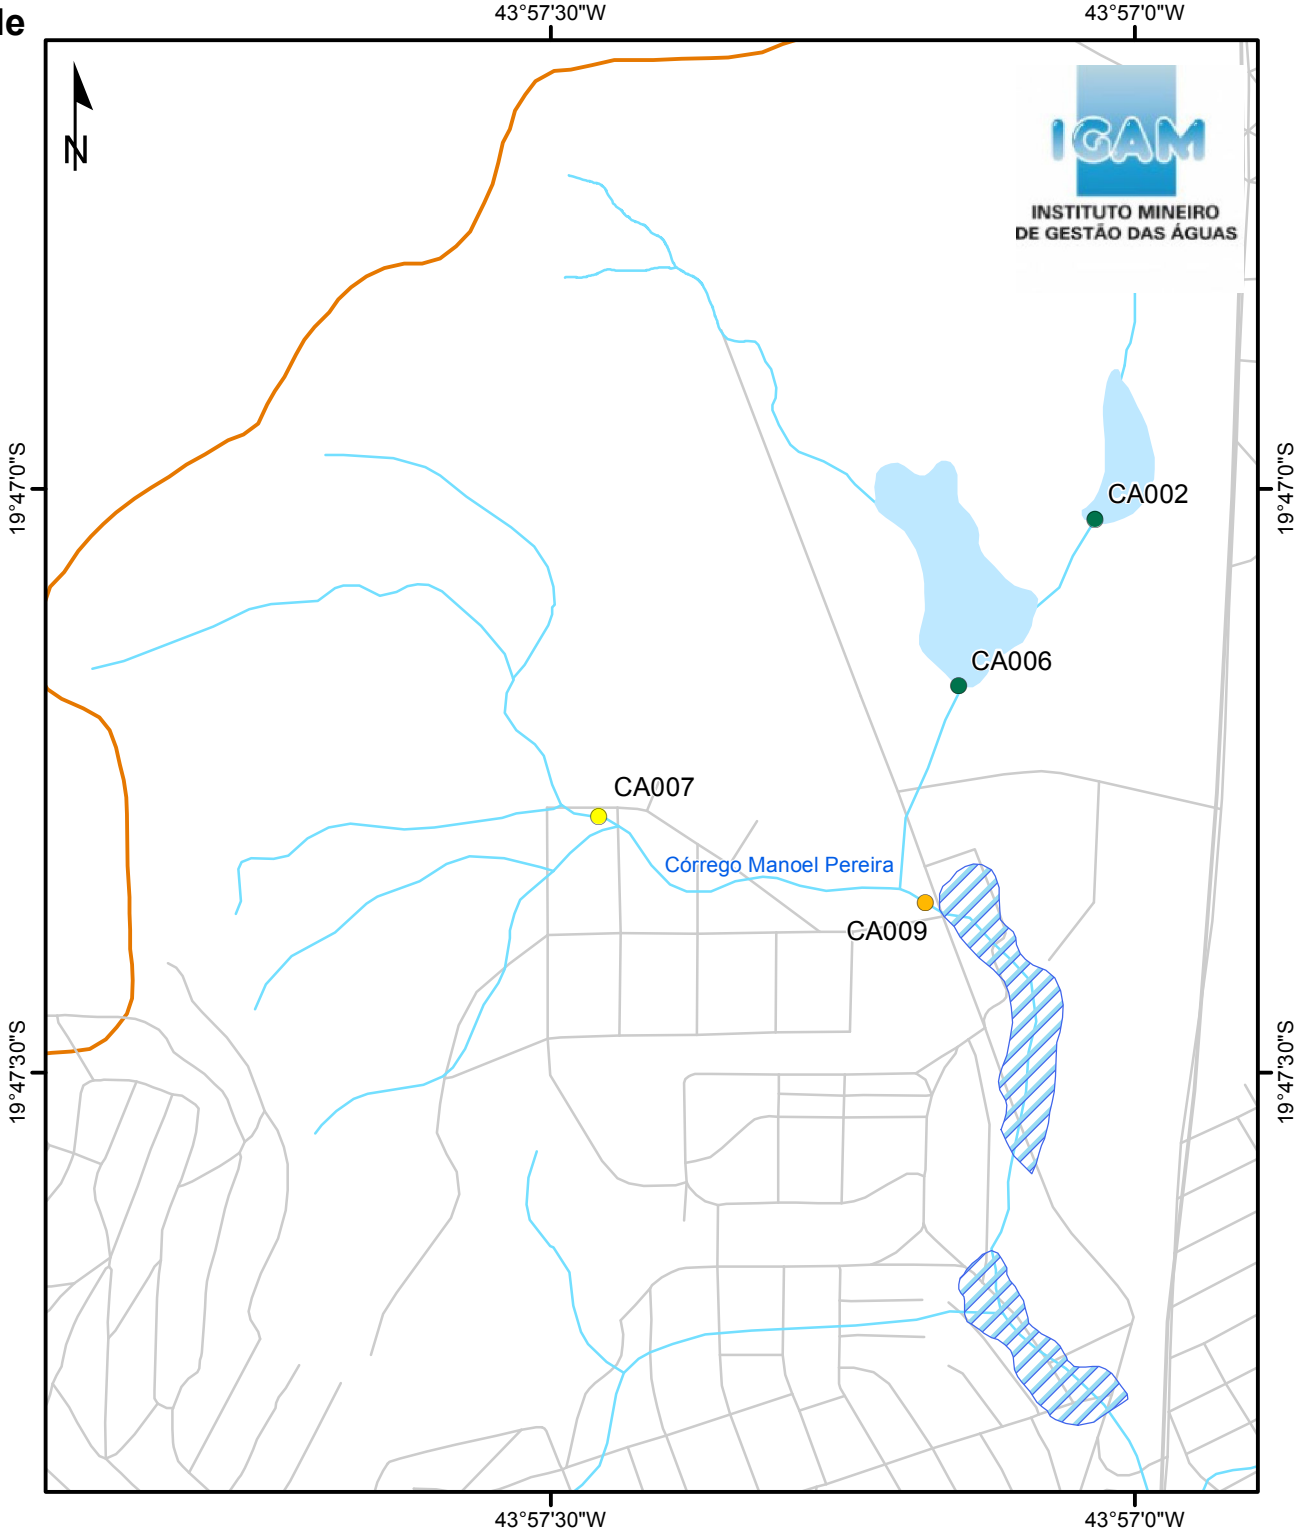 de
43°57'30"W
43°57'0"W
N
IGAM
INSTITUTO MINEIRO
DE GESTÃO DAS ÁGUAS
19°47'0"S
19°47'0"S
CA002
CA006
CA007
Córrego Manoel Pereira
CA009
19°47'30"S
19°47'30"S
43°57'30"W
43°57'0"W